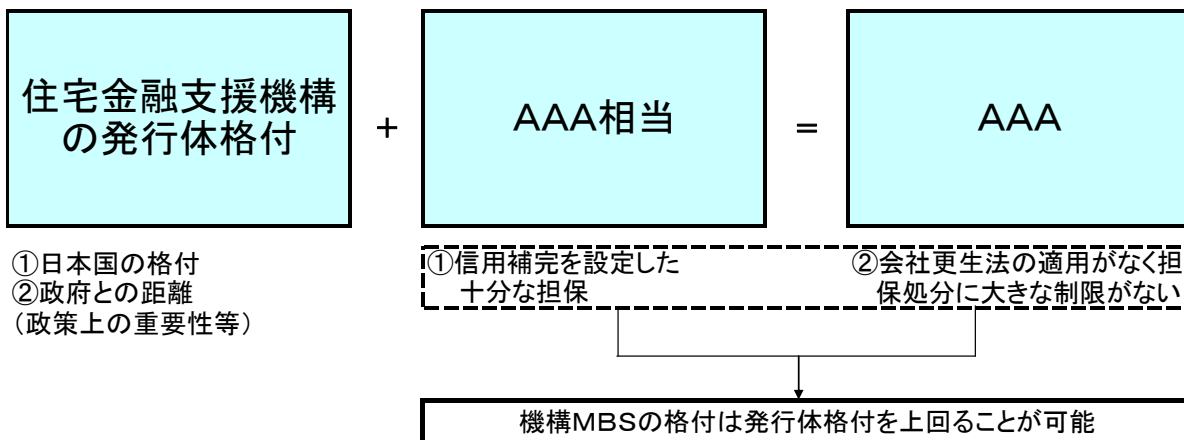 住宅金融支援機構
の発行体格付
+
AAA相当
=
AAA
①日本国の格付
②政府との距離
（政策上の重要性等）
①信用補完を設定した
十分な担保
②会社更生法の適用がなく担
保処分に大きな制限がない
機構MBSの格付は発行体格付を上回ることが可能